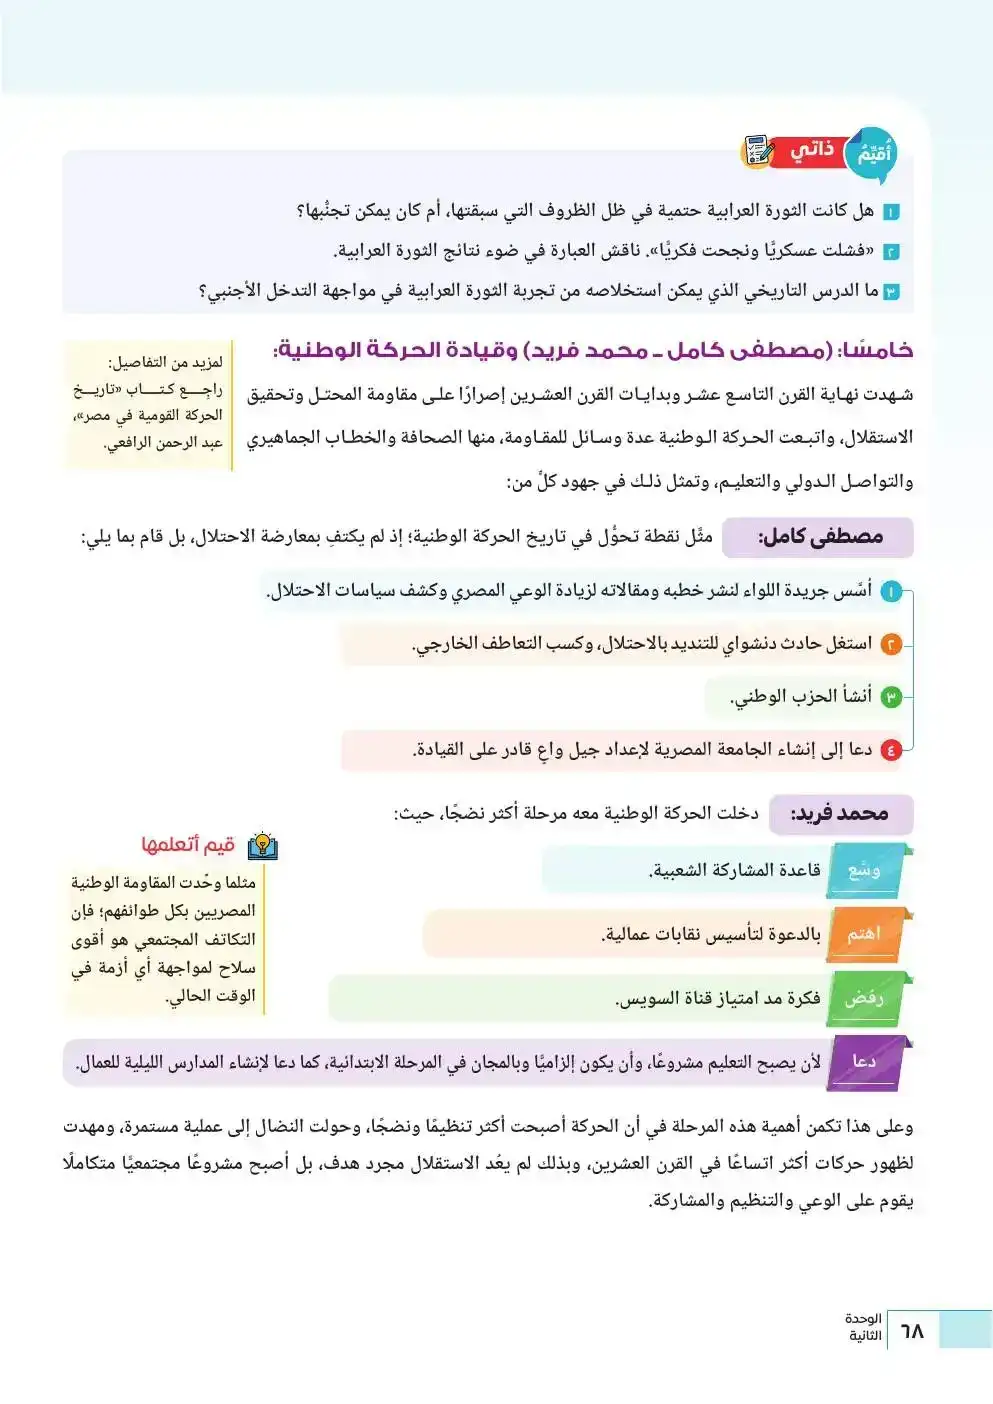 أُقيِّمُ ذاتي
١ هل كانت الثورة العرابية حتمية في ظل الظروف التي سبقتها، أم كان يمكن تجنُّبها؟
٢ «فشلت عسكريًّا ونجحت فكريًّا». ناقش العبارة في ضوء نتائج الثورة العرابية.
٣ ما الدرس التاريخي الذي يمكن استخلاصه من تجربة الثورة العرابية في مواجهة التدخل الأجنبي؟
خامسًا: (مصطفى كامل – محمد فريد) وقيادة الحركة الوطنية:
شهدت نهاية القرن التاسع عشر وبدايات القرن العشرين إصرارًا على مقاومة المحتل وتحقيق
الاستقلال، واتبعت الحركة الوطنية عدة وسائل للمقاومة، منها الصحافة والخطاب الجماهيري
والتواصل الدولي والتعليم، وتمثل ذلك في جهود كلٍّ من:
لمزيد من التفاصيل:
راجع كتاب «تاريخ
الحركة القومية في مصر»،
عبد الرحمن الرافعي.
مصطفى كامل: مثَّل نقطة تحوُّل في تاريخ الحركة الوطنية؛ إذ لم يكتفِ بمعارضة الاحتلال، بل قام بما يلي:
١ أسَّس جريدة اللواء لنشر خطبه ومقالاته لزيادة الوعي المصري وكشف سياسات الاحتلال.
٢ استغل حادث دنشواي للتنديد بالاحتلال، وكسب التعاطف الخارجي.
٣ أنشأ الحزب الوطني.
٤ دعا إلى إنشاء الجامعة المصرية لإعداد جيل واعٍ قادر على القيادة.
محمد فريد: دخلت الحركة الوطنية معه مرحلة أكثر نضجًا، حيث:
وسَّع قاعدة المشاركة الشعبية.
اهتم بالدعوة لتأسيس نقابات عمالية.
رفض فكرة مد امتياز قناة السويس.
دعا لأن يصبح التعليم مشروعًا، وأن يكون إلزاميًّا وبالمجان في المرحلة الابتدائية، كما دعا لإنشاء المدارس الليلية للعمال.
قيم أتعلمها
مثلما وحَّدت المقاومة الوطنية
المصريين بكل طوائفهم؛ فإن
التكاتف المجتمعي هو أقوى
سلاح لمواجهة أي أزمة في
الوقت الحالي.
وعلى هذا تكمن أهمية هذه المرحلة في أن الحركة أصبحت أكثر تنظيمًا ونضجًا، وحولت النضال إلى عملية مستمرة، ومهدت
لظهور حركات أكثر اتساعًا في القرن العشرين، وبذلك لم يعُد الاستقلال مجرد هدف، بل أصبح مشروعًا مجتمعيًّا متكاملًا
يقوم على الوعي والتنظيم والمشاركة.
٦٨
الوحدة
الثانية